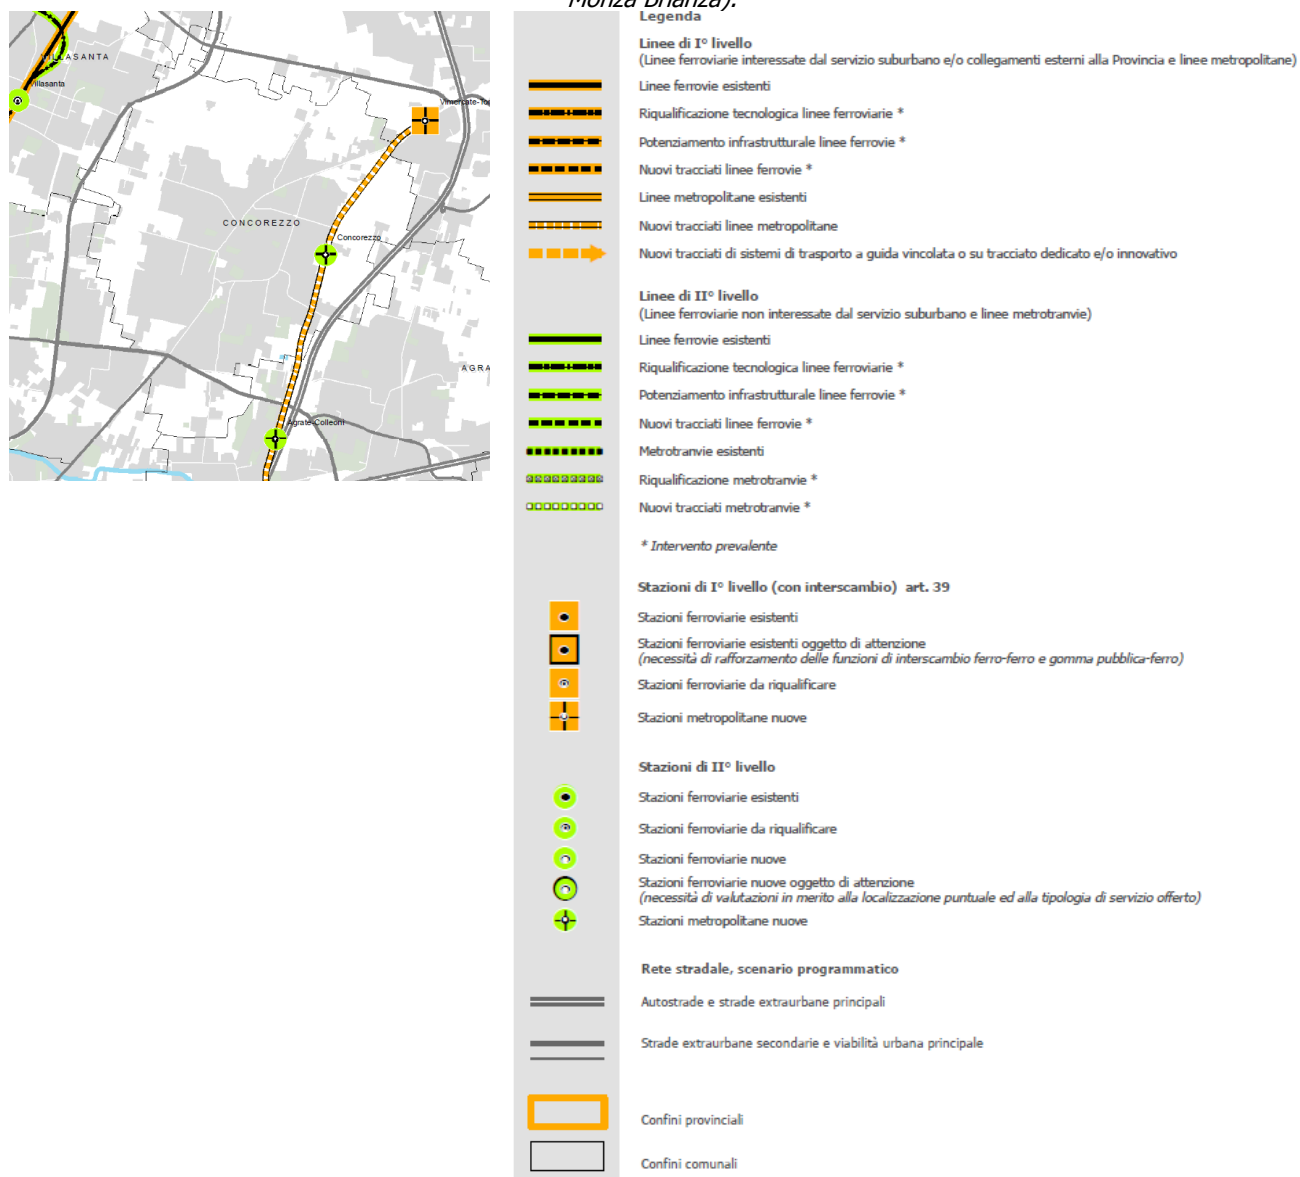 Monza Brianza).
VILLASANTA
Villasanta
CONCOREZZO
Concorezzo
AGRA
Agrate-Colleoni
Legenda
Linee di I° livello
(Linee ferroviarie interessate dal servizio suburbano e/o collegamenti esterni alla Provincia e linee metropolitane)
Linee ferrovie esistenti
Riqualificazione tecnologica linee ferroviarie *
Potenziamento infrastrutturale linee ferrovie *
Nuovi tracciati linee ferrovie *
Linee metropolitane esistenti
Nuovi tracciati linee metropolitane
Nuovi tracciati di sistemi di trasporto a guida vincolata o su tracciato dedicato e/o innovativo
Linee di II° livello
(Linee ferroviarie non interessate dal servizio suburbano e linee metrotranvie)
Linee ferrovie esistenti
Riqualificazione tecnologica linee ferroviarie *
Potenziamento infrastrutturale linee ferrovie *
Nuovi tracciati linee ferrovie *
Metrotranvie esistenti
Riqualificazione metrotranvie *
Nuovi tracciati metrotranvie *
* Intervento prevalente
Stazioni di I° livello (con interscambio) art. 39
Stazioni ferroviarie esistenti
Stazioni ferroviarie esistenti oggetto di attenzione
(necessità di rafforzamento delle funzioni di interscambio ferro-ferro e gomma pubblica-ferro)
Stazioni ferroviarie da riqualificare
Stazioni metropolitane nuove
Stazioni di II° livello
Stazioni ferroviarie esistenti
Stazioni ferroviarie da riqualificare
Stazioni ferroviarie nuove
Stazioni ferroviarie nuove oggetto di attenzione
(necessità di valutazioni in merito alla localizzazione puntuale ed alla tipologia di servizio offerto)
Stazioni metropolitane nuove
Rete stradale, scenario programmatico
Autostrade e strade extraurbane principali
Strade extraurbane secondarie e viabilità urbana principale
Confini provinciali
Confini comunali